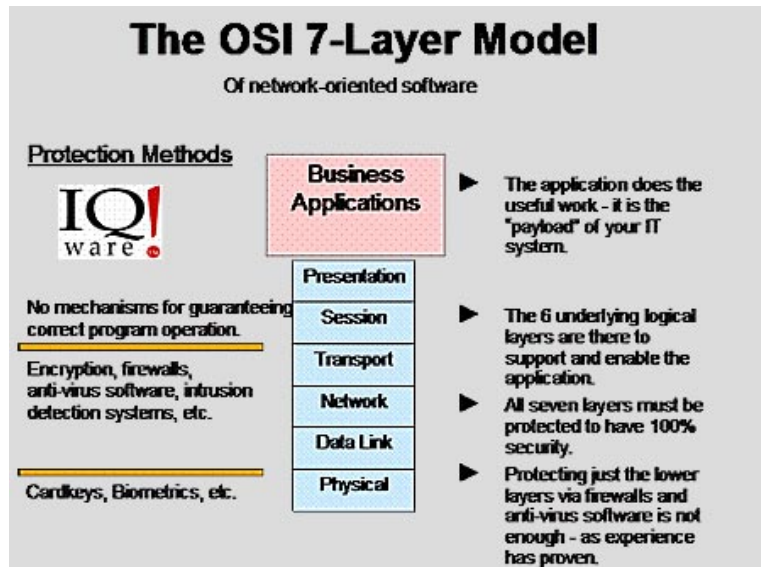 The OSI 7-Layer Model
Of network-oriented software
Protection Methods
IQ!
ware
No mechanisms for guaranteeing
correct program operation.
Encryption, firewalls,
anti-virus software, intrusion
detection systems, etc.
Cardkeys, Biometrics, etc.
Business
Applications
Presentation
Session
Transport
Network
Data Link
Physical
The application does the
useful work - it is the
"payload" of your IT
system.
The 6 underlying logical
layers are there to
support and enable the
application.
All seven layers must be
protected to have 100%
security.
Protecting just the lower
layers via firewalls and
anti-virus software is not
enough - as experience
has proven.